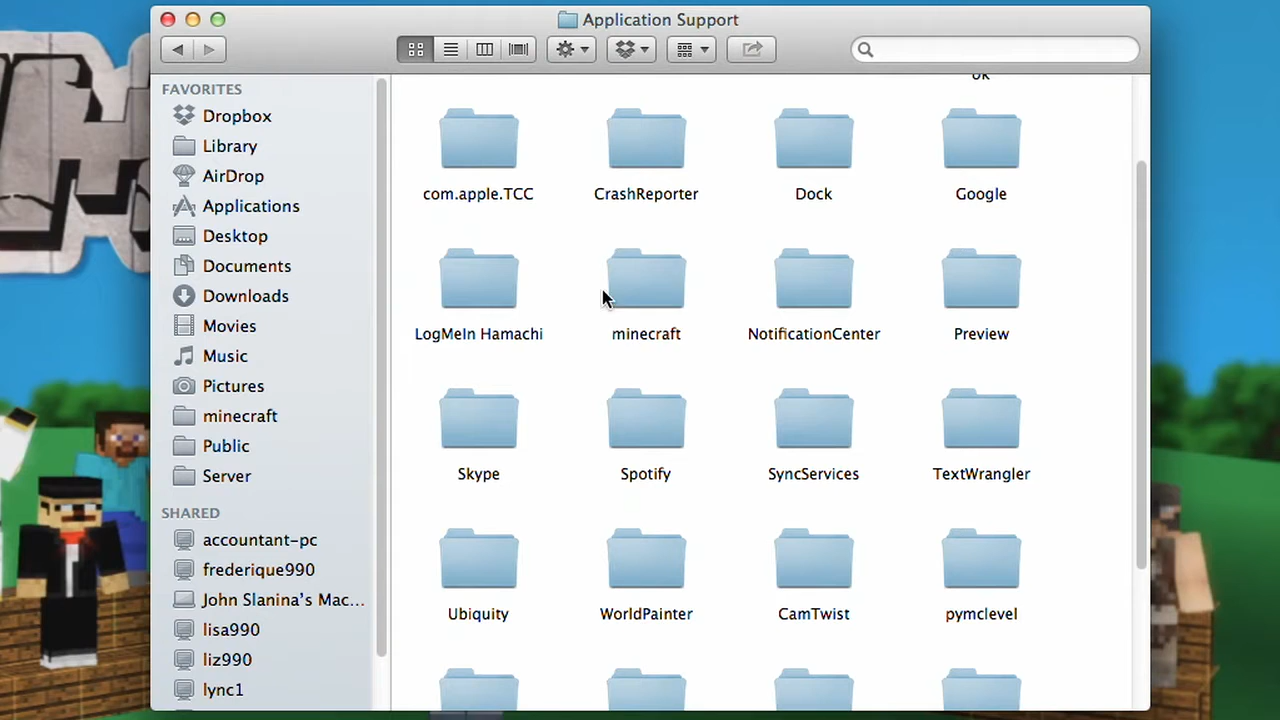 Application Support
FAVORITES
Dropbox
Library
AirDrop
Applications
Desktop
Documents
Downloads
Movies
Music
Pictures
minecraft
Public
Server
SHARED
accountant-pc
frederique990
John Slanina's Mac...
lisa990
liz990
lync1
ok
com.apple.TCC
CrashReporter
Dock
Google
LogMeIn Hamachi
minecraft
NotificationCenter
Preview
Skype
Spotify
SyncServices
TextWrangler
Ubiquity
WorldPainter
CamTwist
pymclevel